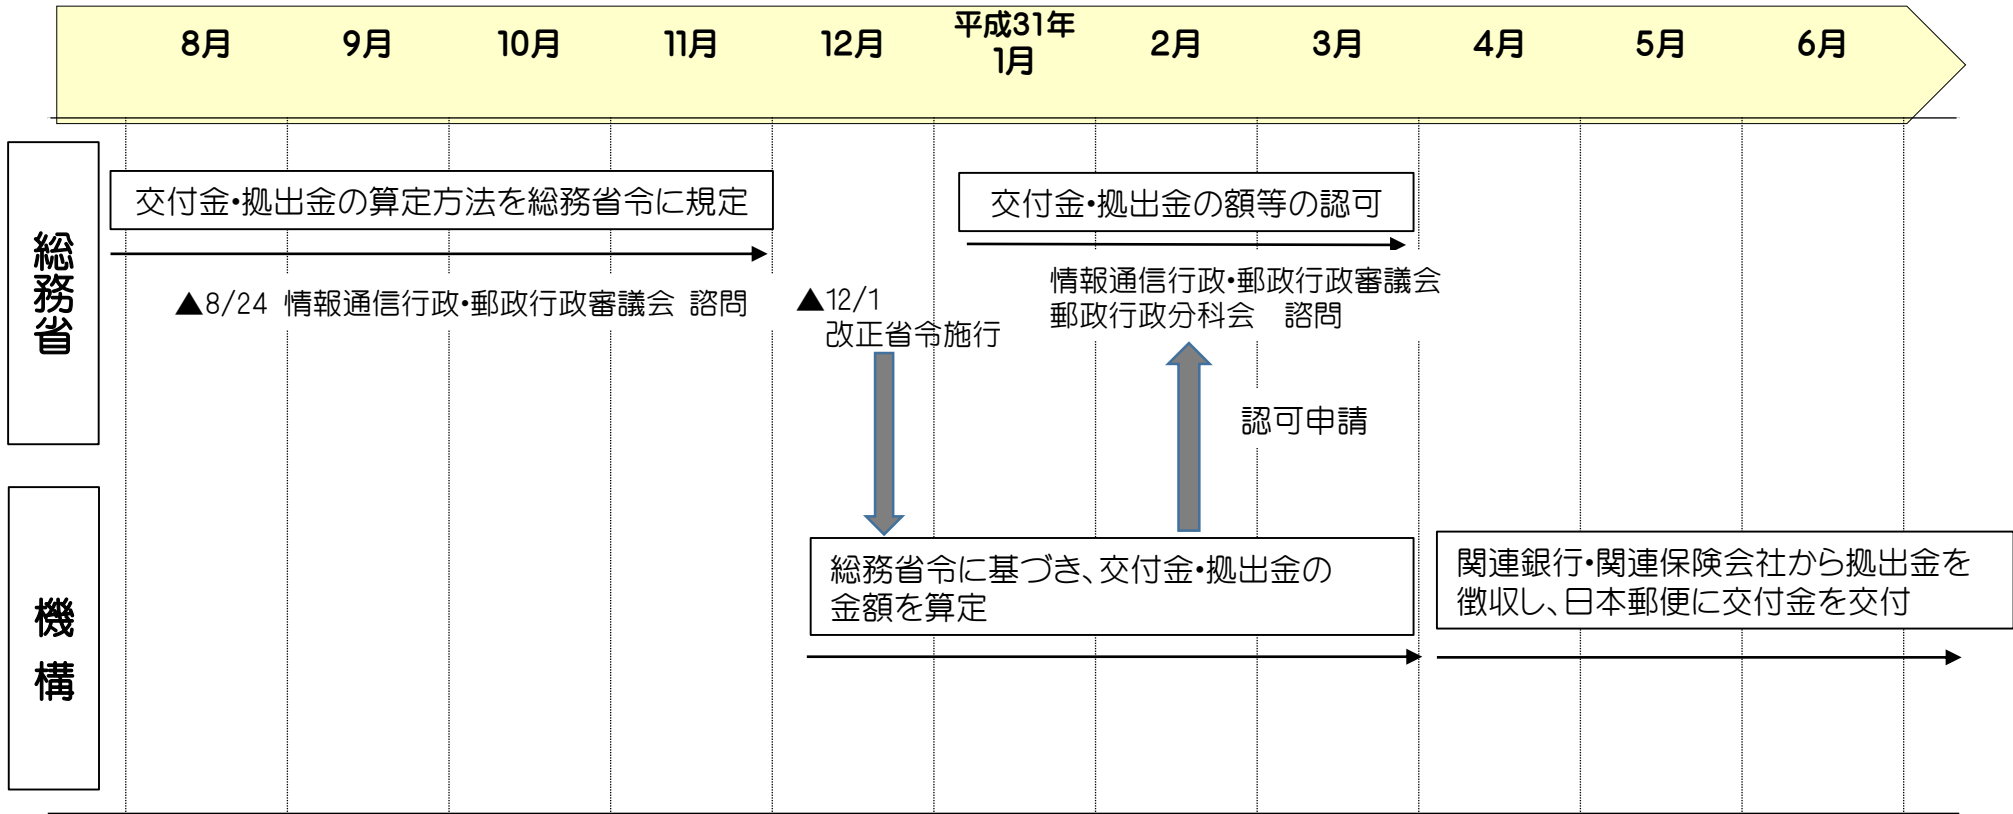 8月 9月 10月 11月 12月 平成31年 1月 2月 3月 4月 5月 6月
総務省
交付金・拠出金の算定方法を総務省令に規定
▲8/24 情報通信行政・郵政行政審議会 諮問
▲12/1
改正省令施行
交付金・拠出金の額等の認可
情報通信行政・郵政行政審議会
郵政行政分科会 諮問
認可申請
機構
総務省令に基づき、交付金・拠出金の
金額を算定
関連銀行・関連保険会社から拠出金を
徴収し、日本郵便に交付金を交付